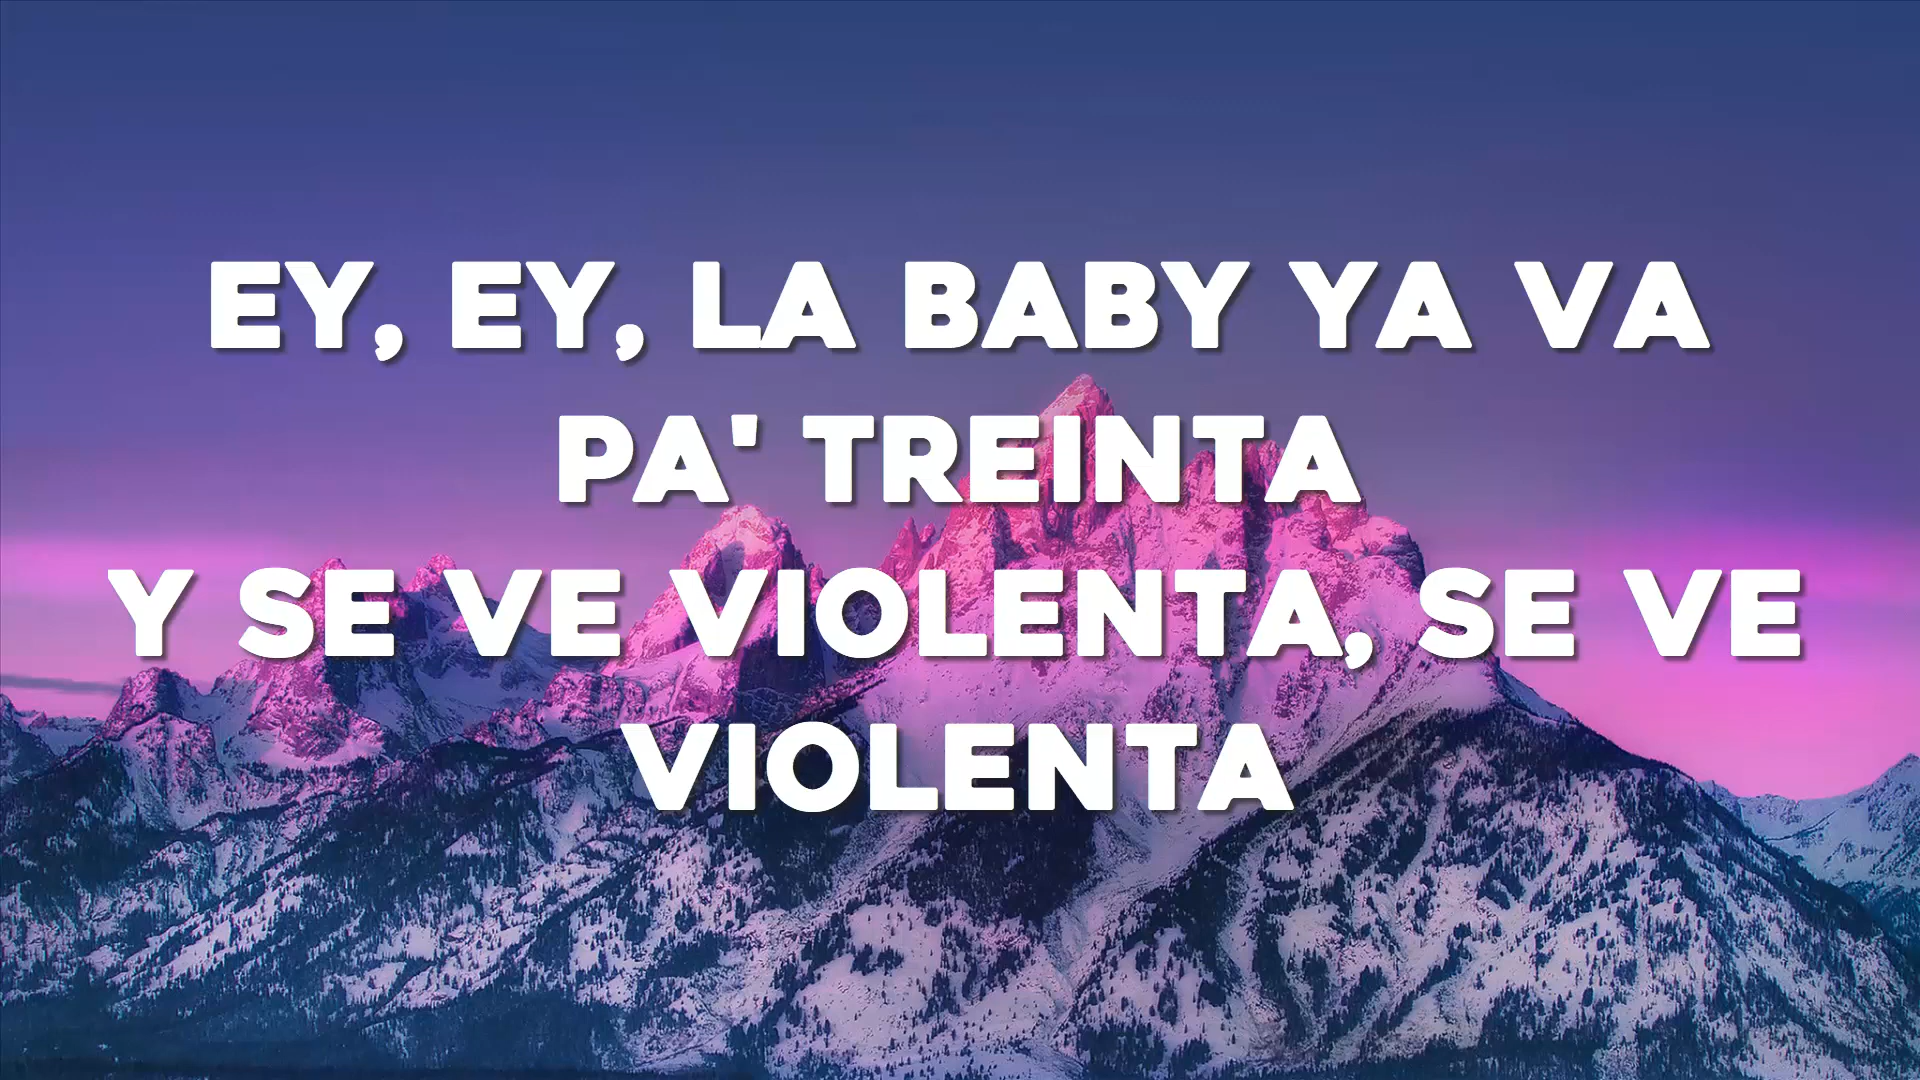 EY, EY, LA BABY YA VA
PA' TREINTA
Y SE VE VIOLENTA, SE VE
VIOLENTA